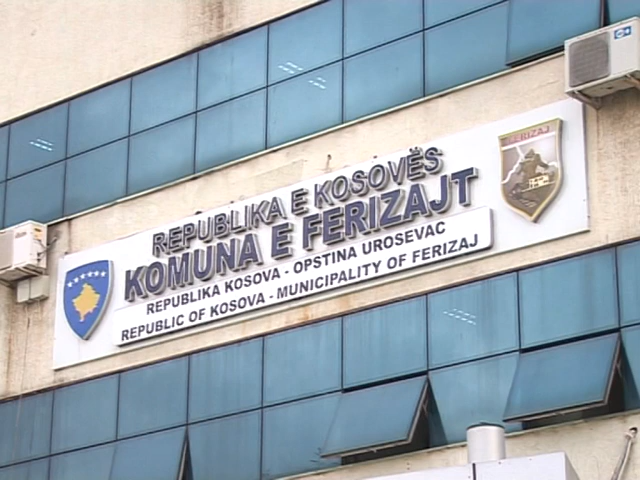 REPUBLIKA E KOSOVËS
KOMUNA E FERIZAJT
REPUBLIKA KOSOVA - OPSTINA UROSEVAC
REPUBLIC OF KOSOVA - MUNICIPALITY OF FERIZAJ
FERIZAJ